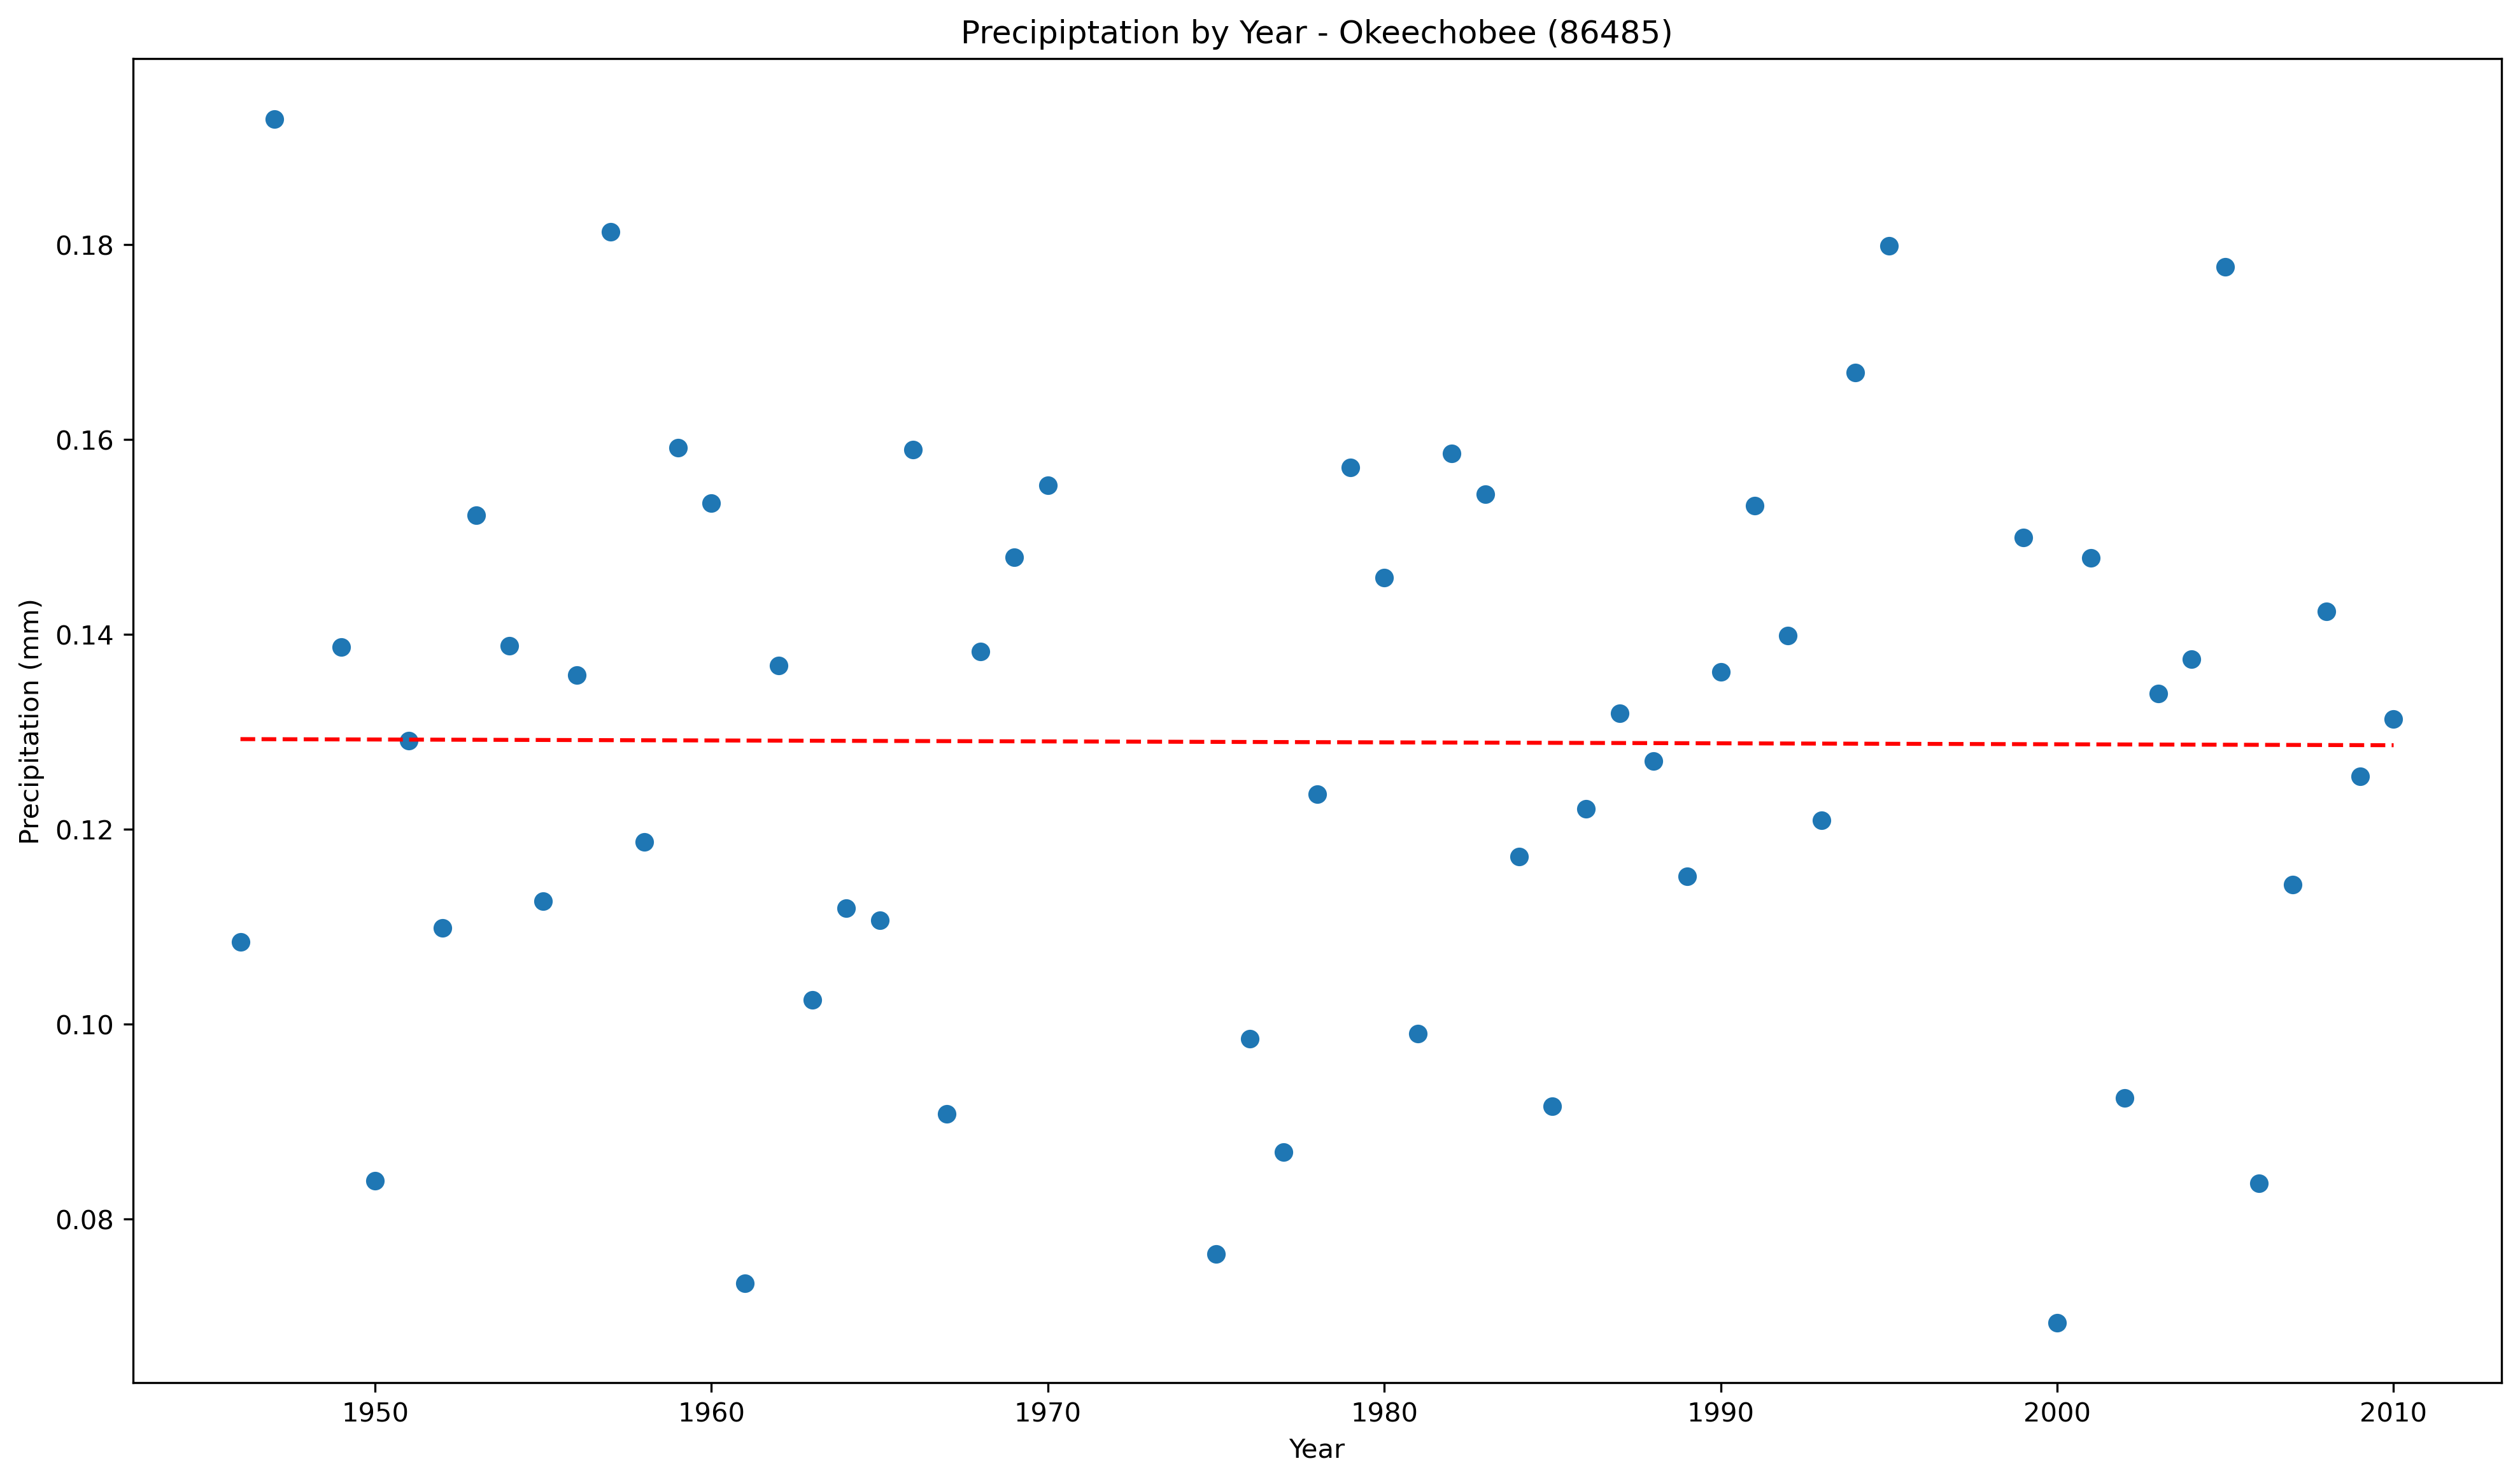 Precipiptation by Year - Okeechobee (86485)
Precipitation (mm)
0.18
0.16
0.14
0.12
0.10
0.08
1950 1960 1970 1980 1990 2000 2010
Year